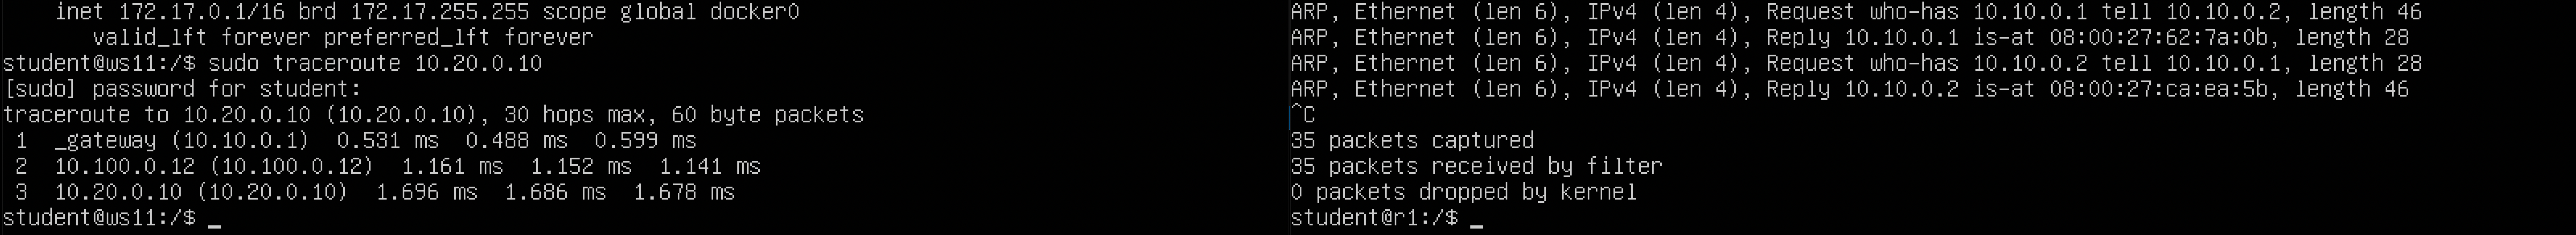 inet 172.17.0.1/16 brd 172.17.255.255 scope global docker0
valid_lft forever preferred_lft forever
student@ws11:/$ sudo traceroute 10.20.0.10
[sudo] password for student:
traceroute to 10.20.0.10 (10.20.0.10), 30 hops max, 60 byte packets
1 _gateway (10.10.0.1) 0.531 ms 0.488 ms 0.599 ms
2 10.100.0.12 (10.100.0.12) 1.161 ms 1.152 ms 1.141 ms
3 10.20.0.10 (10.20.0.10) 1.696 ms 1.686 ms 1.678 ms
student@ws11:/$ _
ARP, Ethernet (len 6), IPv4 (len 4), Request who-has 10.10.0.1 tell 10.10.0.2, length 46
ARP, Ethernet (len 6), IPv4 (len 4), Reply 10.10.0.1 is-at 08:00:27:62:7a:0b, length 28
ARP, Ethernet (len 6), IPv4 (len 4), Request who-has 10.10.0.2 tell 10.10.0.1, length 28
ARP, Ethernet (len 6), IPv4 (len 4), Reply 10.10.0.2 is-at 08:00:27:ca:ea:5b, length 46
^C
35 packets captured
35 packets received by filter
0 packets dropped by kernel
student@r1:/$ _